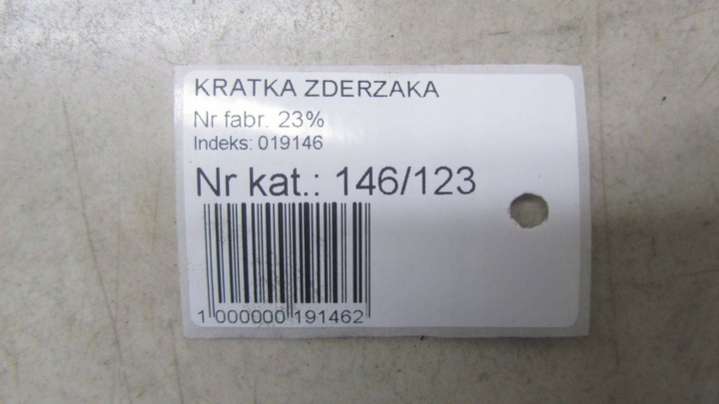 KRATKA ZDERZAKA
Nr fabr. 23%
Indeks: 019146
Nr kat.: 146/123
1 000000 191462